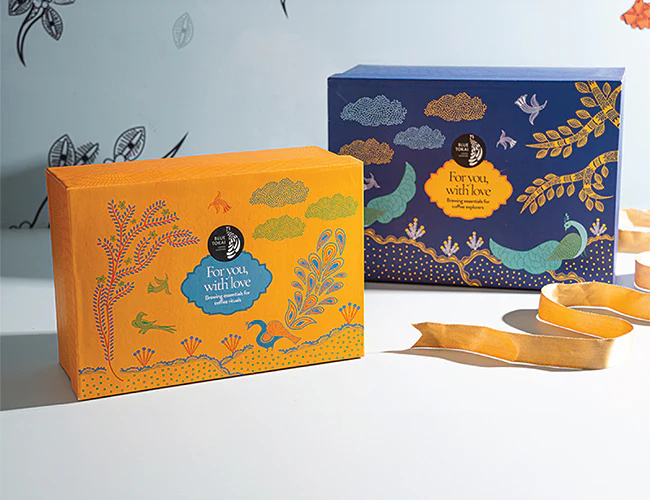 BLUE
TOKAI
For you,
with love
Brewing essentials for
coffee rituals
BLUE
TOKAI
For you,
with love
Brewing essentials for
coffee explorers